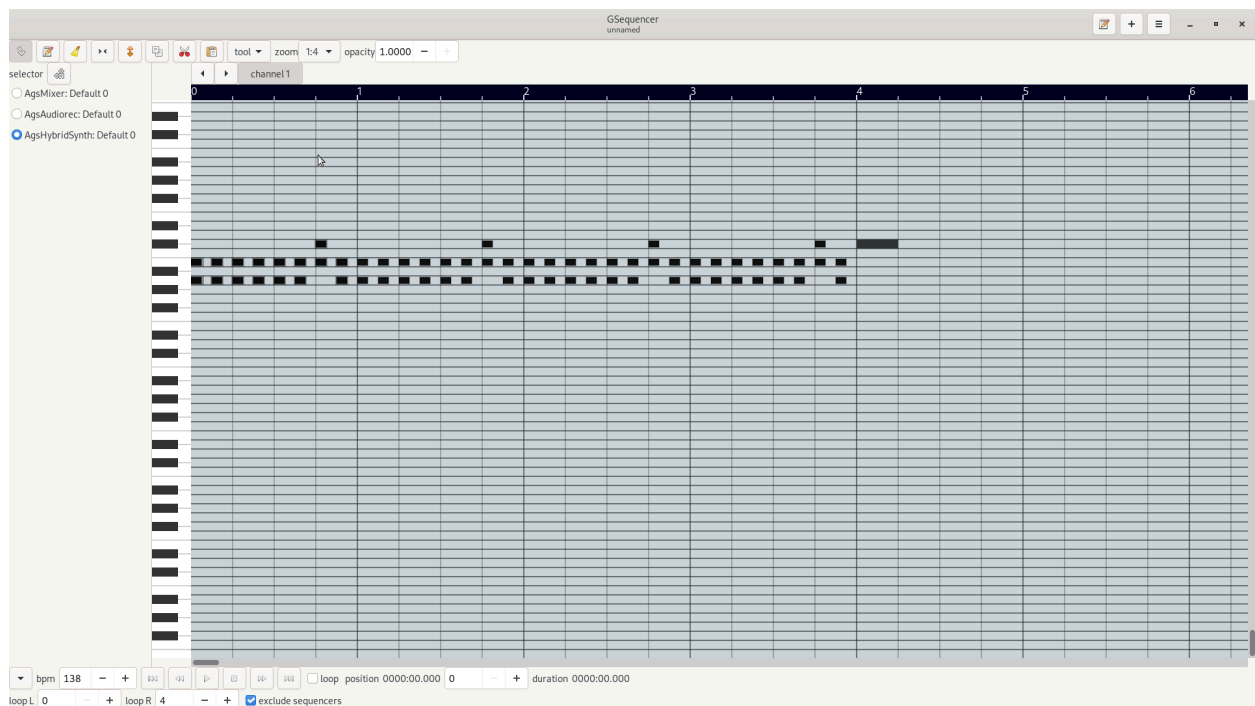 GSequencer
unnamed
tool zoom 1:4 opacity 1.0000
selector
channel 1
AgsMixer: Default 0
AgsAudiorec: Default 0
AgsHybridSynth: Default 0
0 1 2 3 4 5 6
bpm 138 loop position 0000:00.000 0 duration 0000:00.000
loop L 0 loop R 4 exclude sequencers